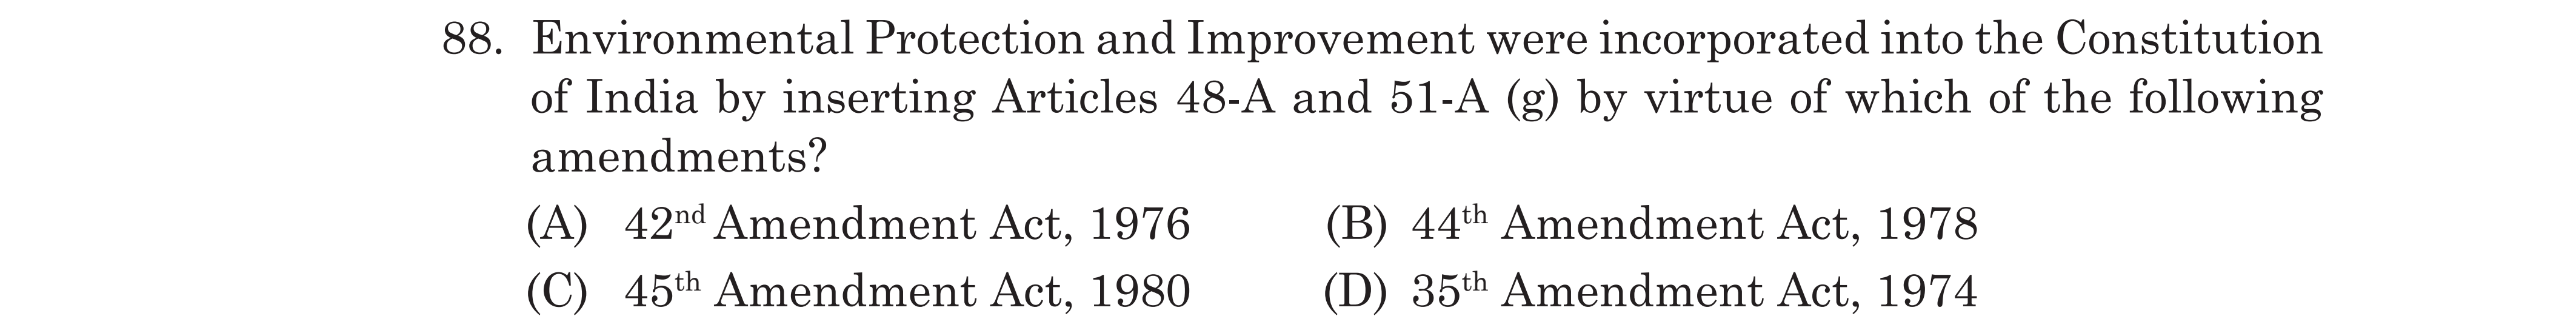 88. Environmental Protection and Improvement were incorporated into the Constitution
of India by inserting Articles 48-A and 51-A (g) by virtue of which of the following
amendments?
(A) 42nd Amendment Act, 1976 (B) 44th Amendment Act, 1978
(C) 45th Amendment Act, 1980 (D) 35th Amendment Act, 1974